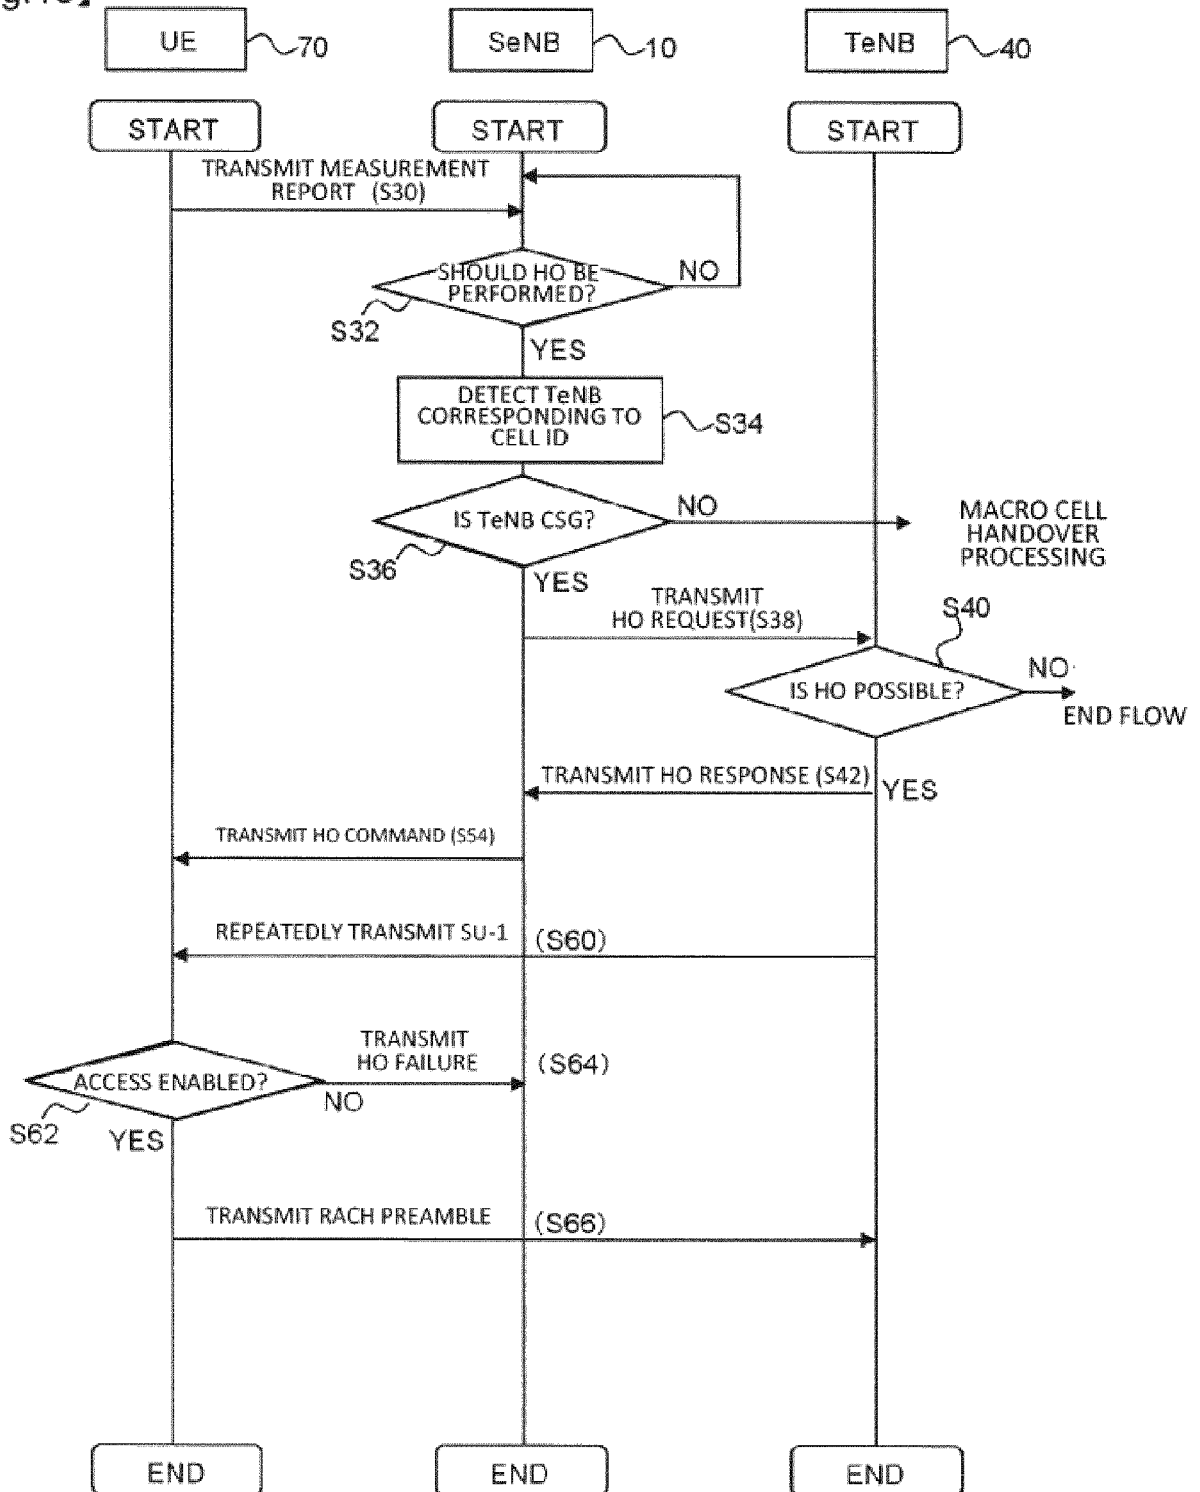 UE
70
SeNB
10
TeNB
40
START
START
START
TRANSMIT MEASUREMENT
REPORT (S30)
SHOULD HO BE
PERFORMED?
NO
S32
YES
DETECT TeNB
CORRESPONDING TO
CELL ID
S34
IS TeNB CSG?
NO
MACRO CELL
HANDOVER
PROCESSING
S36
YES
TRANSMIT
HO REQUEST(S38)
S40
IS HO POSSIBLE?
NO
END FLOW
TRANSMIT HO RESPONSE (S42)
YES
TRANSMIT HO COMMAND (S54)
REPEATEDLY TRANSMIT SU-1 (S60)
TRANSMIT
HO FAILURE (S64)
ACCESS ENABLED?
NO
S62
YES
TRANSMIT RACH PREAMBLE (S66)
END
END
END